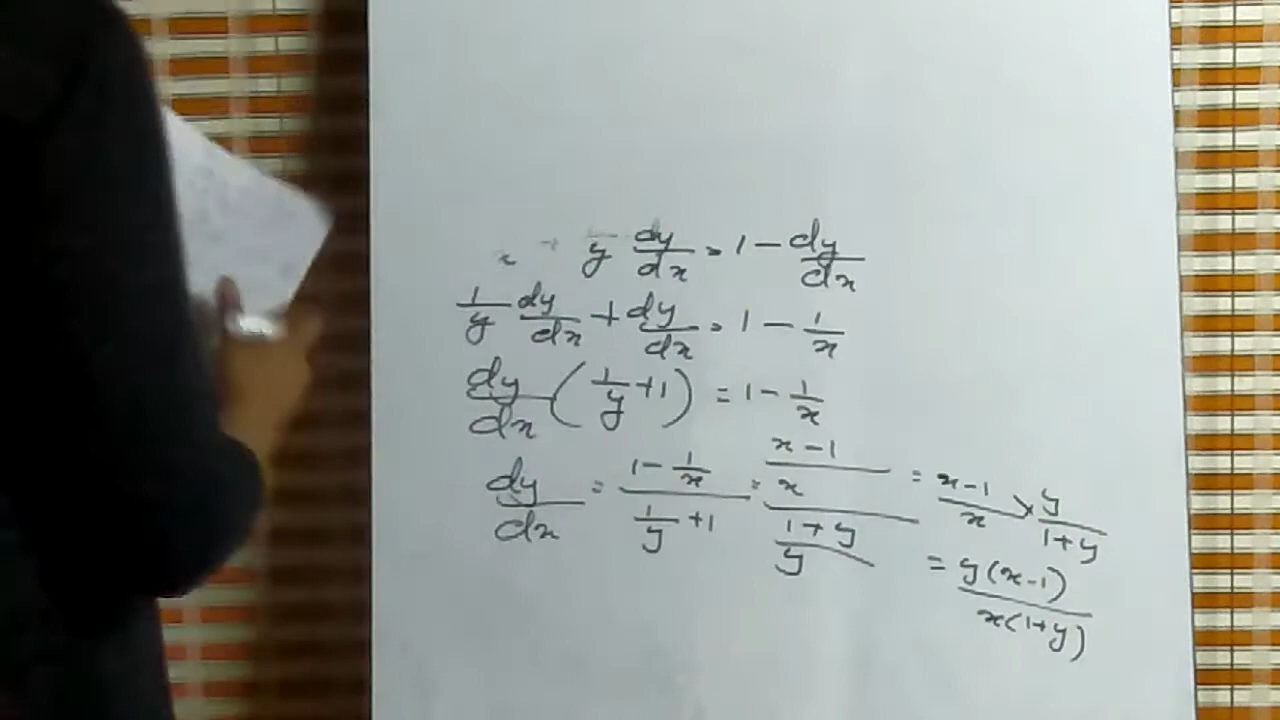 y dy/dx = 1 - dy/dx
1/y dy/dx + dy/dx = 1 - 1/x
dy/dx (1/y + 1) = 1 - 1/x
dy/dx = (1 - 1/x)/(1/y + 1) = ((x-1)/x)/((1+y)/y) = (x-1)/x × y/(1+y)
= y(x-1)/x(1+y)